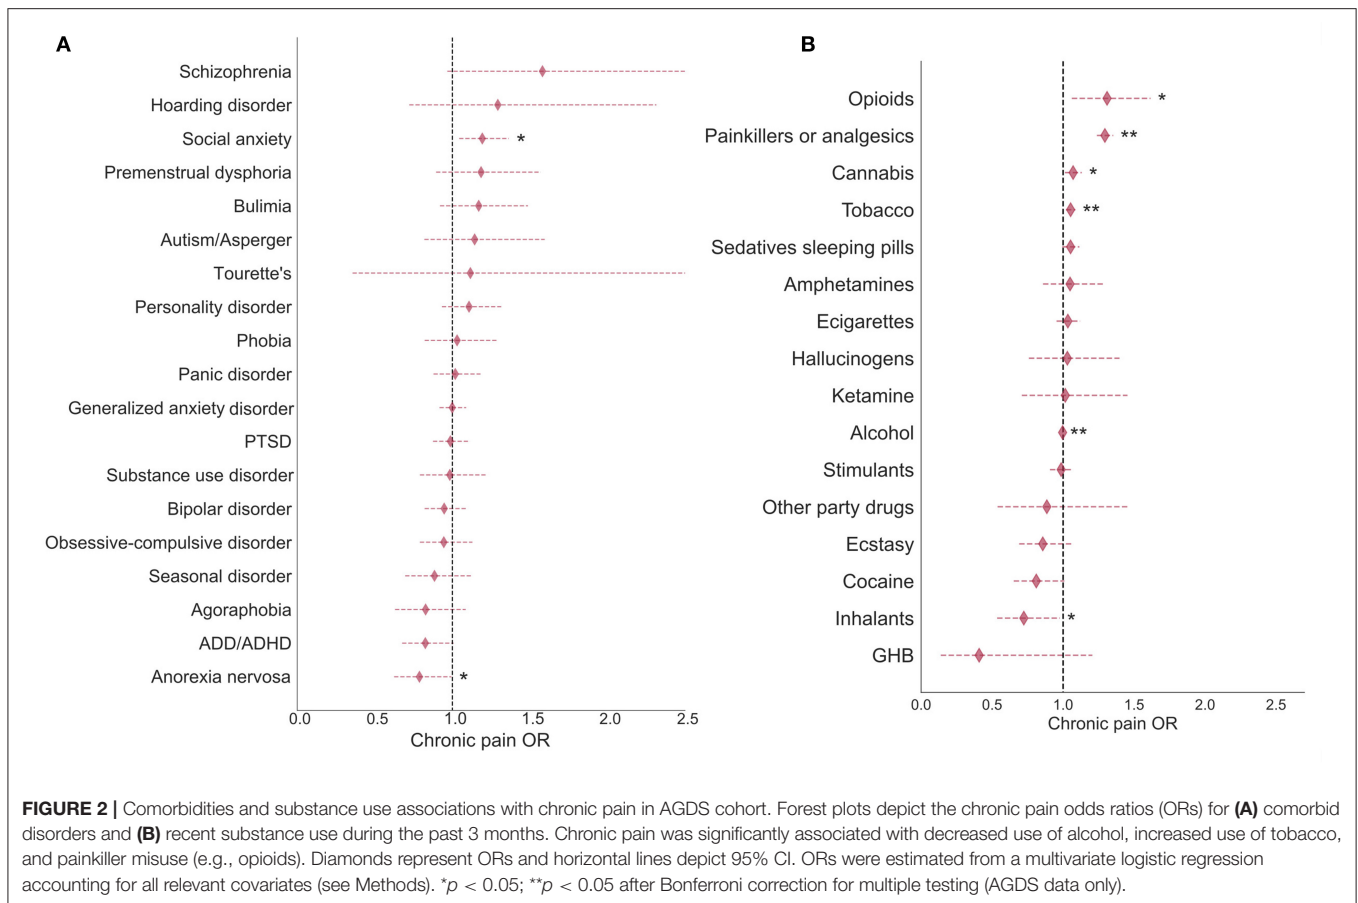 A
Schizophrenia
Hoarding disorder
Social anxiety
*
Premenstrual dysphoria
Bulimia
Autism/Asperger
Tourette's
Personality disorder
Phobia
Panic disorder
Generalized anxiety disorder
PTSD
Substance use disorder
Bipolar disorder
Obsessive-compulsive disorder
Seasonal disorder
Agoraphobia
ADD/ADHD
Anorexia nervosa
*
0.0 0.5 1.0 1.5 2.0 2.5
Chronic pain OR
B
Opioids
*
Painkillers or analgesics
**
Cannabis
*
Tobacco
**
Sedatives sleeping pills
Amphetamines
Ecigarettes
Hallucinogens
Ketamine
Alcohol
**
Stimulants
Other party drugs
Ecstasy
Cocaine
Inhalants
*
GHB
0.0 0.5 1.0 1.5 2.0 2.5
Chronic pain OR
FIGURE 2 | Comorbidities and substance use associations with chronic pain in AGDS cohort. Forest plots depict the chronic pain odds ratios (ORs) for (A) comorbid
disorders and (B) recent substance use during the past 3 months. Chronic pain was significantly associated with decreased use of alcohol, increased use of tobacco,
and painkiller misuse (e.g., opioids). Diamonds represent ORs and horizontal lines depict 95% CI. ORs were estimated from a multivariate logistic regression
accounting for all relevant covariates (see Methods). *p < 0.05; **p < 0.05 after Bonferroni correction for multiple testing (AGDS data only).